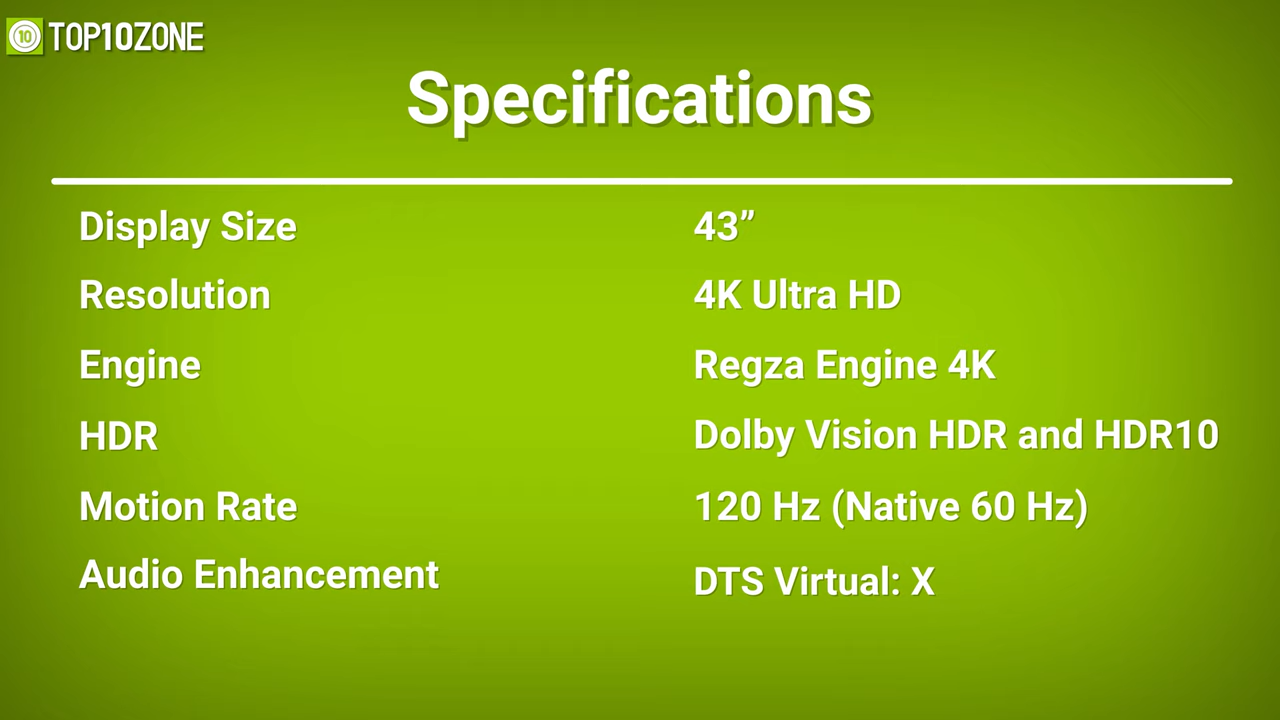 10 TOP10ZONE
Specifications
Display Size 43”
Resolution 4K Ultra HD
Engine Regza Engine 4K
HDR Dolby Vision HDR and HDR10
Motion Rate 120 Hz (Native 60 Hz)
Audio Enhancement DTS Virtual: X